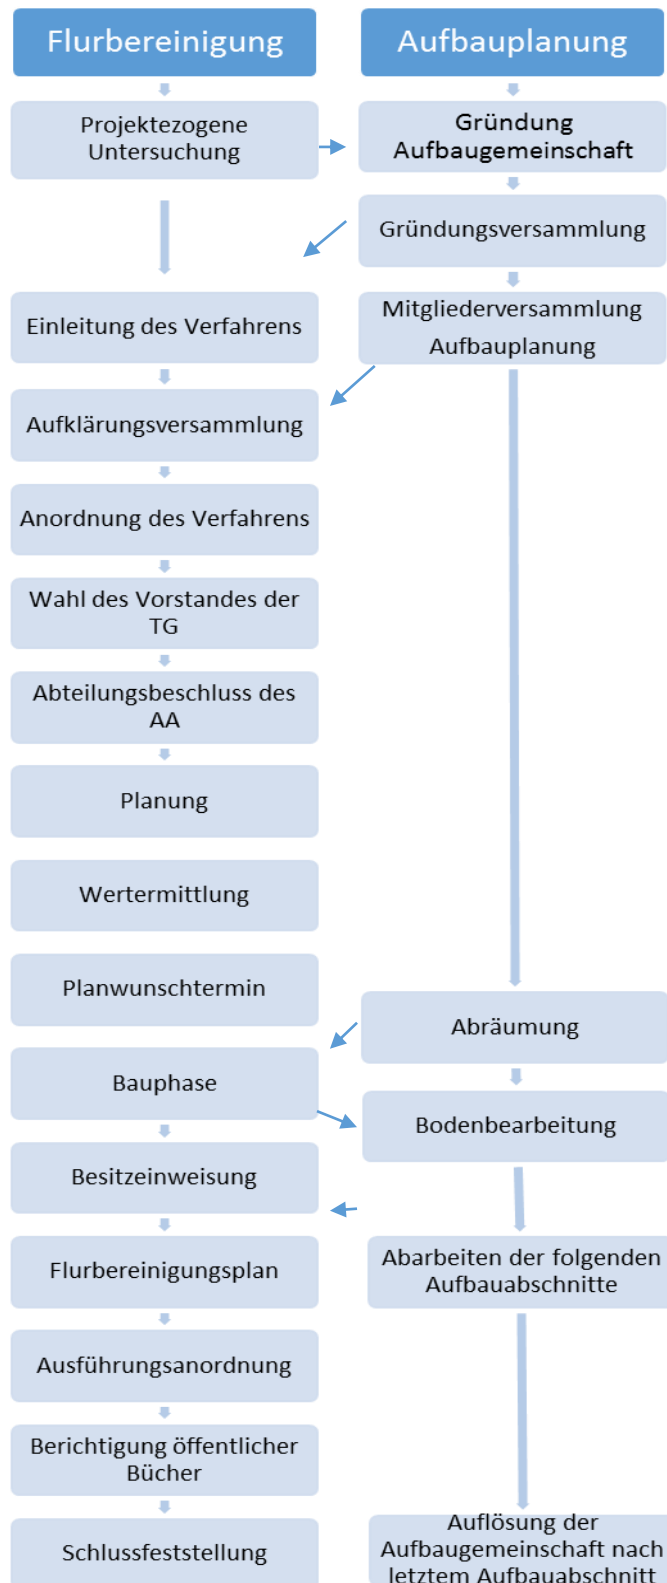 Flurbereinigung
Projektezogene
Untersuchung
Einleitung des Verfahrens
Aufklärungsversammlung
Anordnung des Verfahrens
Wahl des Vorstandes der
TG
Abteilungsbeschluss des
AA
Planung
Wertermittlung
Planwunschtermin
Bauphase
Besitzeinweisung
Flurbereinigungsplan
Ausführungsanordnung
Berichtigung öffentlicher
Bücher
Schlussfeststellung
Aufbauplanung
Gründung
Aufbaugemeinschaft
Gründungsversammlung
Mitgliederversammlung
Aufbauplanung
Abräumung
Bodenbearbeitung
Abarbeiten der folgenden
Aufbauabschnitte
Auflösung der
Aufbaugemeinschaft nach
letztem Aufbauabschnitt